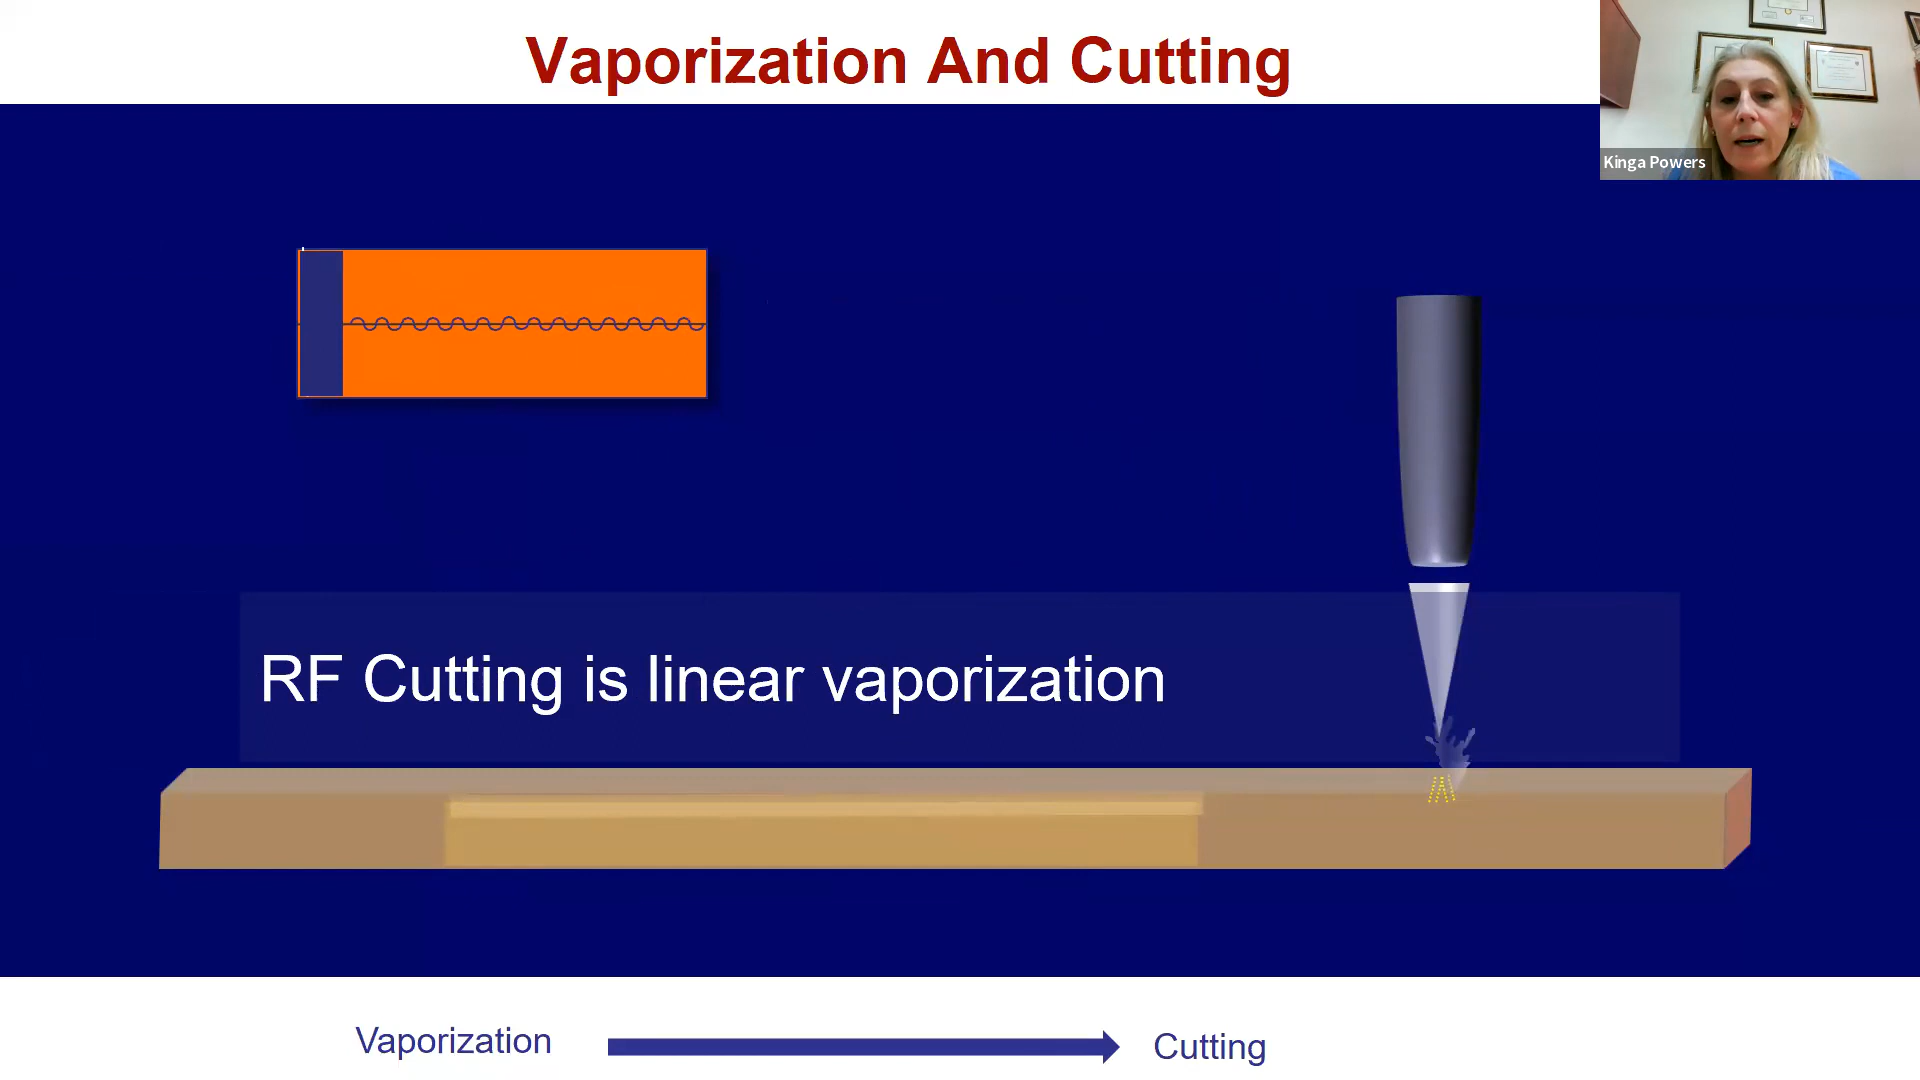 Vaporization And Cutting
Kinga Powers
RF Cutting is linear vaporization
Vaporization
Cutting